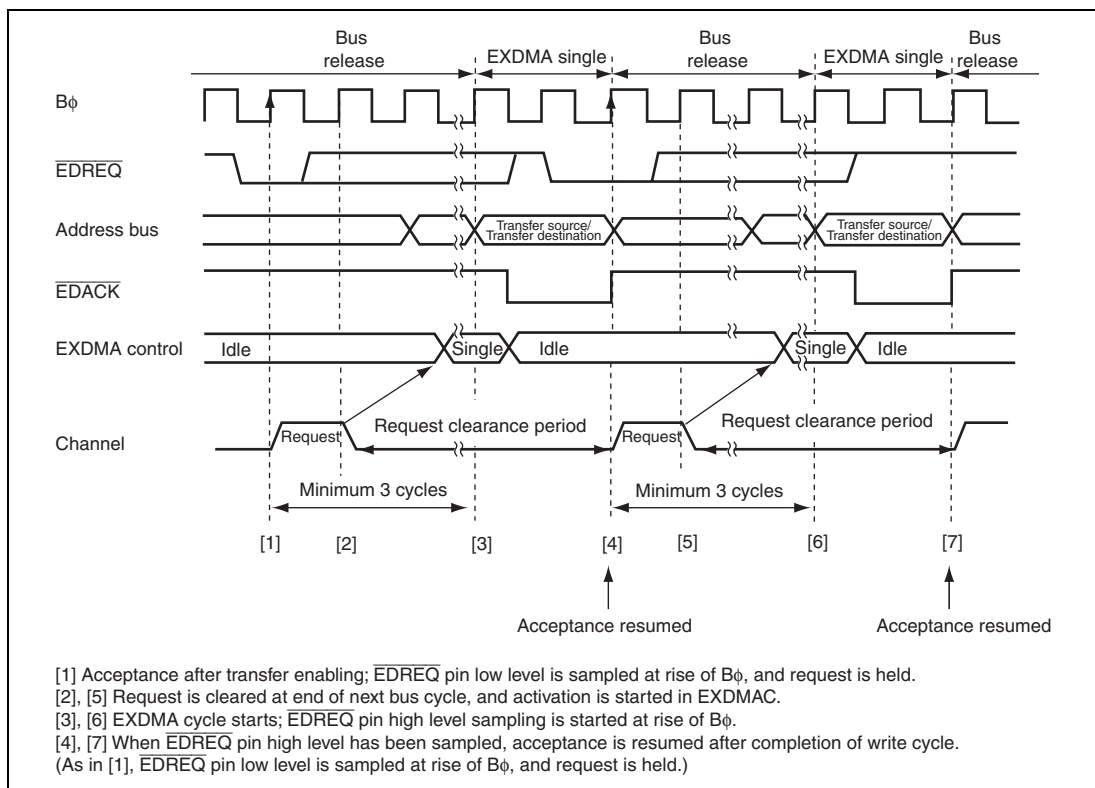 Bus release
EXDMA single
Bus release
EXDMA single
Bus release
Bφ
EDREQ
Address bus
Transfer source/
Transfer destination
Transfer source/
Transfer destination
EDACK
EXDMA control
Idle
Single
Idle
Single
Idle
Channel
Request
Request clearance period
Request
Request clearance period
Minimum 3 cycles
Minimum 3 cycles
[1]
[2]
[3]
[4]
[5]
[6]
[7]
Acceptance resumed
Acceptance resumed
[1] Acceptance after transfer enabling; EDREQ pin low level is sampled at rise of Bφ, and request is held.
[2], [5] Request is cleared at end of next bus cycle, and activation is started in EXDMAC.
[3], [6] EXDMA cycle starts; EDREQ pin high level sampling is started at rise of Bφ.
[4], [7] When EDREQ pin high level has been sampled, acceptance is resumed after completion of write cycle.
(As in [1], EDREQ pin low level is sampled at rise of Bφ, and request is held.)